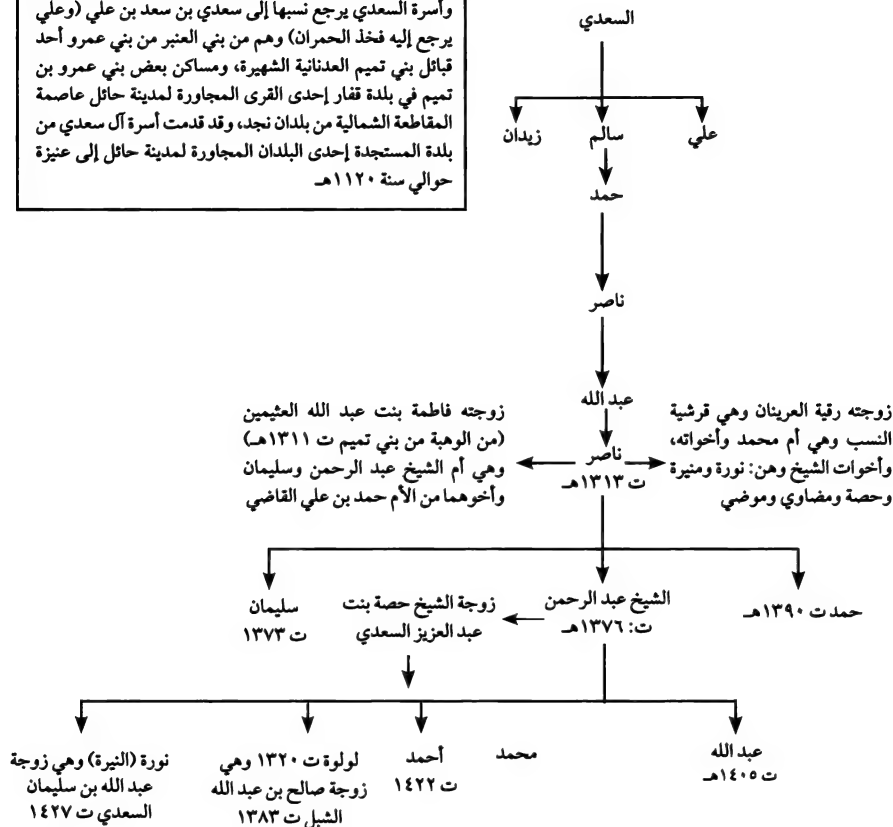 وأسرة السعدي يرجع نسبها إلى سعدي بن سعد بن علي (وعلي
يرجع إليه فخذ الحمران) وهم من بني العنبر من بني عمرو أحد
قبائل بني تميم العدنانية الشهيرة، ومساكن بعض بني عمرو بن
تميم في بلدة قفار إحدى القرى المجاورة لمدينة حائل عاصمة
المقاطعة الشمالية من بلدان نجد، وقد قدمت أسرة آل سعدي من
بلدة المستجدة إحدى البلدان المجاورة لمدينة حائل إلى عنيزة
حوالي سنة ١١٢٠هـ
السعدي
علي
سالم
زيدان
حمد
ناصر
عبد الله
ناصر
ت ١٣١٣هـ
زوجته رقية العرينان وهي قرشية
النسب وهي أم محمد وأخواته،
وأخوات الشيخ وهن: نورة ومنيرة
وحصة ومضاوي وموضي
زوجته فاطمة بنت عبد الله العثيمين
(من الوهبة من بني تميم ت ١٣١١هـ)
وهي أم الشيخ عبد الرحمن وسليمان
وأخوهما من الأم حمد بن علي القاضي
حمد ت ١٣٩٠هـ
الشيخ عبد الرحمن
ت: ١٣٧٦هـ
زوجة الشيخ حصة بنت
عبد العزيز السعدي
سليمان
ت ١٣٧٣
عبد الله
ت ١٤٠٥هـ
محمد
أحمد
ت ١٤٢٢
لولوة ت ١٣٢٠ وهي
زوجة صالح بن عبد الله
الشبل ت ١٣٨٣
نورة (النيرة) وهي زوجة
عبد الله بن سليمان
السعدي ت ١٤٢٧